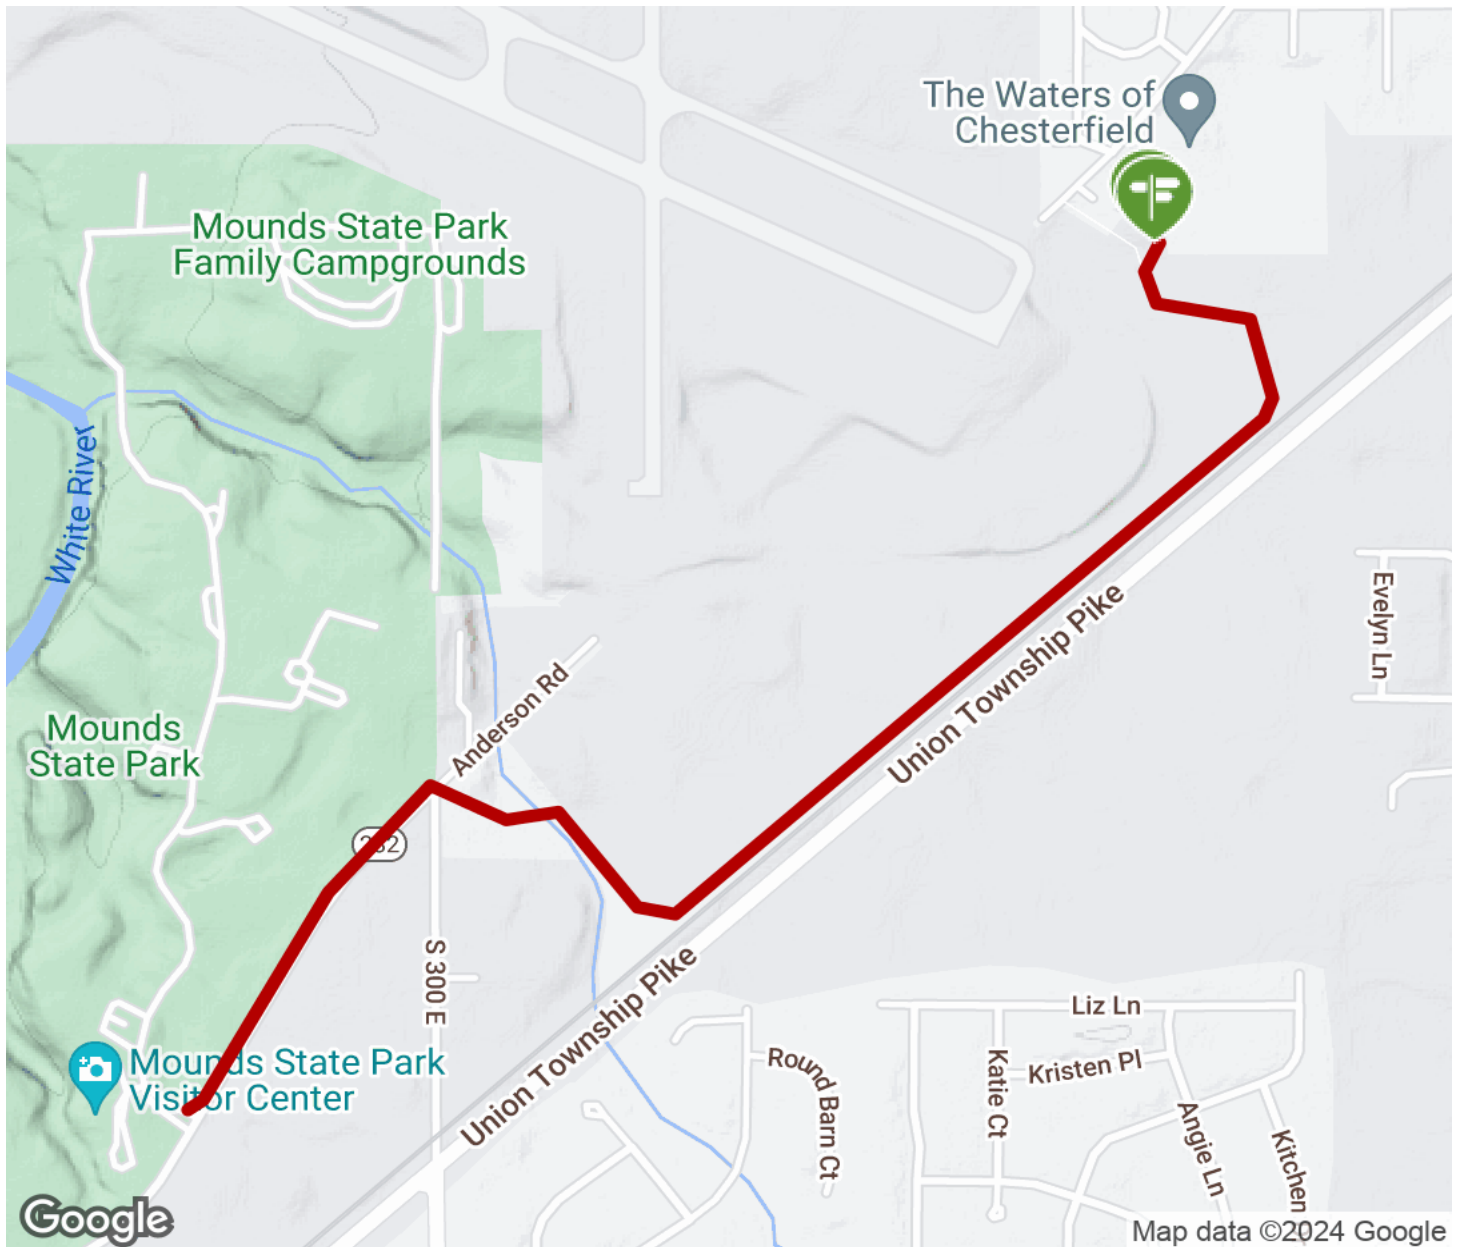 The Waters of
Chesterfield
Mounds State Park
Family Campgrounds
White River
Evelyn Ln
Union Township Pike
Anderson Rd
Mounds
State Park
232
S 300 E
Union Township Pike
Liz Ln
Mounds State Park
Visitor Center
Round Barn Ct
Katie Ct
Kristen Pl
Angie Ln
Kitchen
Google
Map data ©2024 Google